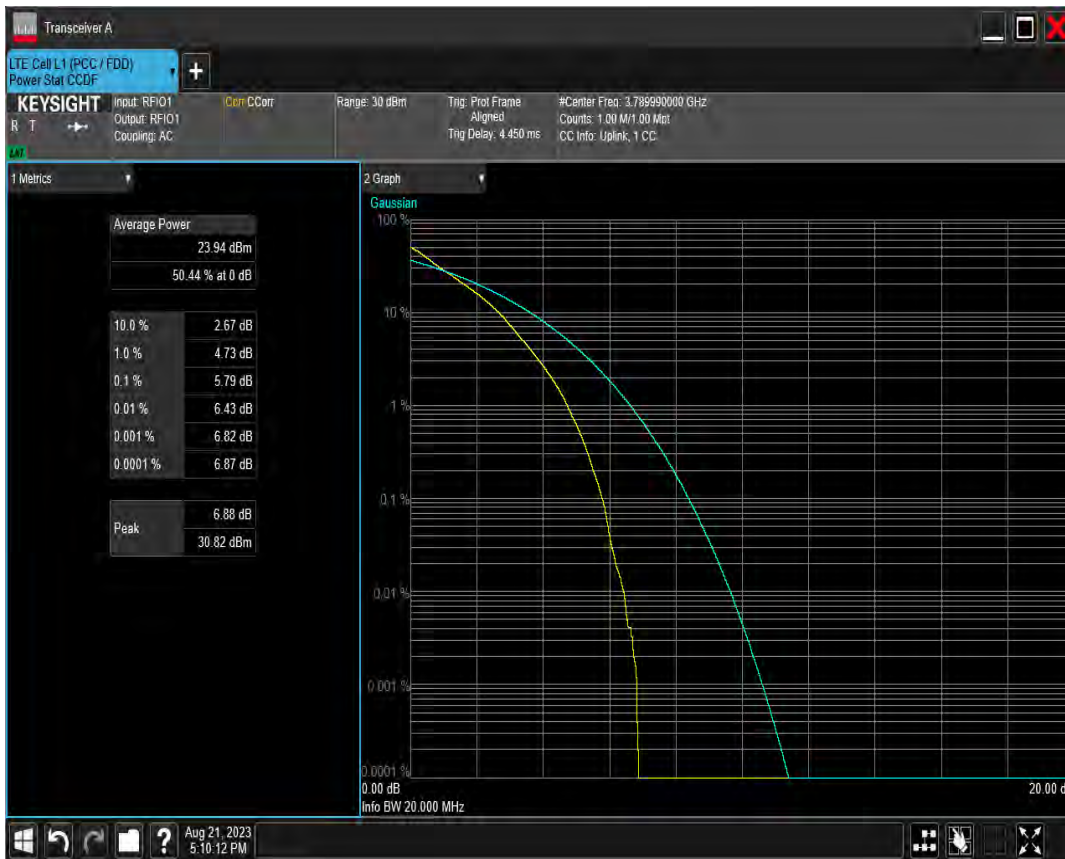 Transceiver A
LTE Cell L1 (PCC / FDD)
Power Stat CCDF
+
KEYSIGHT
R T
LXI
Input: RFIO1
Output: RFIO1
Coupling: AC
Corr CCorr
Range: 30 dBm
Trig: Prot Frame
Aligned
Trig Delay: 4.450 ms
#Center Freq: 3.789990000 GHz
Counts: 1.00 M/1.00 Mpt
CC Info: Uplink, 1 CC
1 Metrics
Average Power
23.94 dBm
50.44 % at 0 dB
10.0 % 2.67 dB
1.0 % 4.73 dB
0.1 % 5.79 dB
0.01 % 6.43 dB
0.001 % 6.82 dB
0.0001 % 6.87 dB
Peak
6.88 dB
30.82 dBm
2 Graph
Gaussian
100 %
10 %
1 %
0.1 %
0.01 %
0.001 %
0.0001 %
0.00 dB 20.00 d
Info BW 20.000 MHz
?
Aug 21, 2023
5:10:12 PM